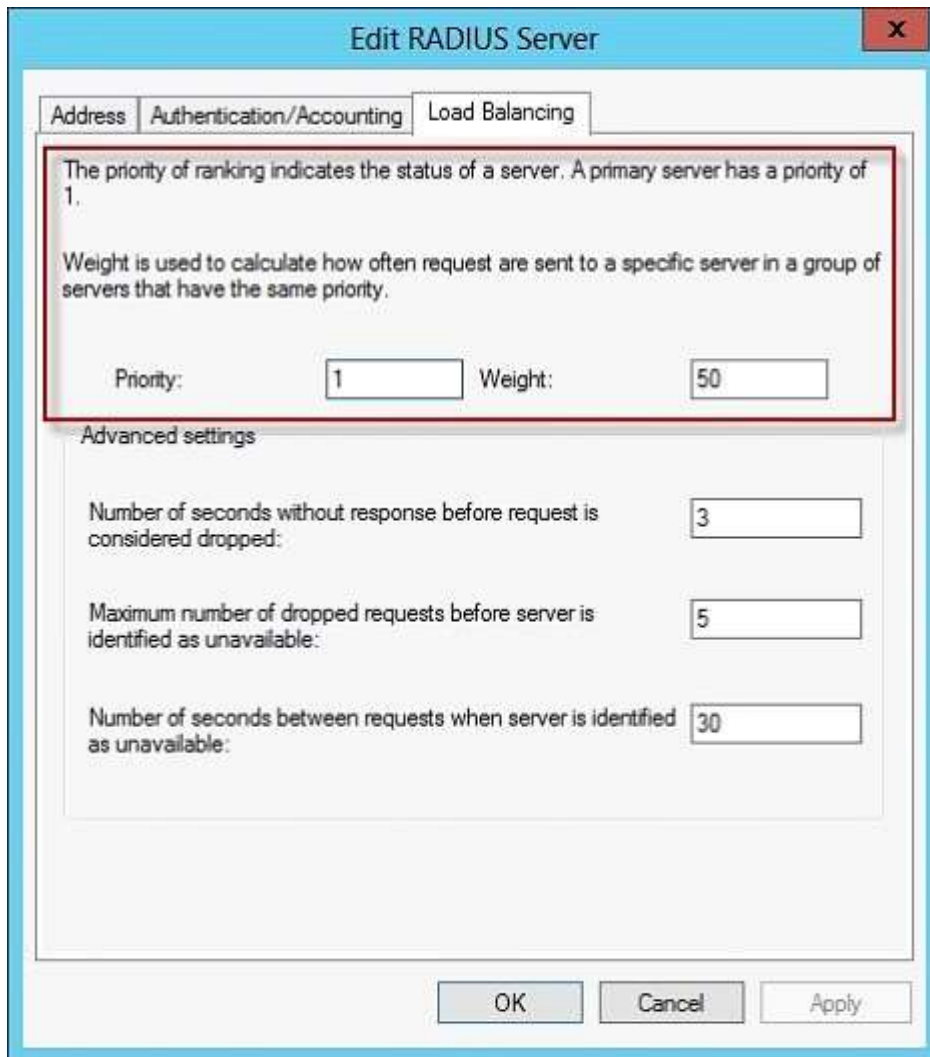 Edit RADIUS Server
x
Address Authentication/Accounting Load Balancing
The priority of ranking indicates the status of a server. A primary server has a priority of
1.
Weight is used to calculate how often request are sent to a specific server in a group of
servers that have the same priority.
Priority: 1 Weight: 50
Advanced settings
Number of seconds without response before request is
considered dropped:
3
Maximum number of dropped requests before server is
identified as unavailable:
5
Number of seconds between requests when server is identified
as unavailable:
30
OK Cancel Apply